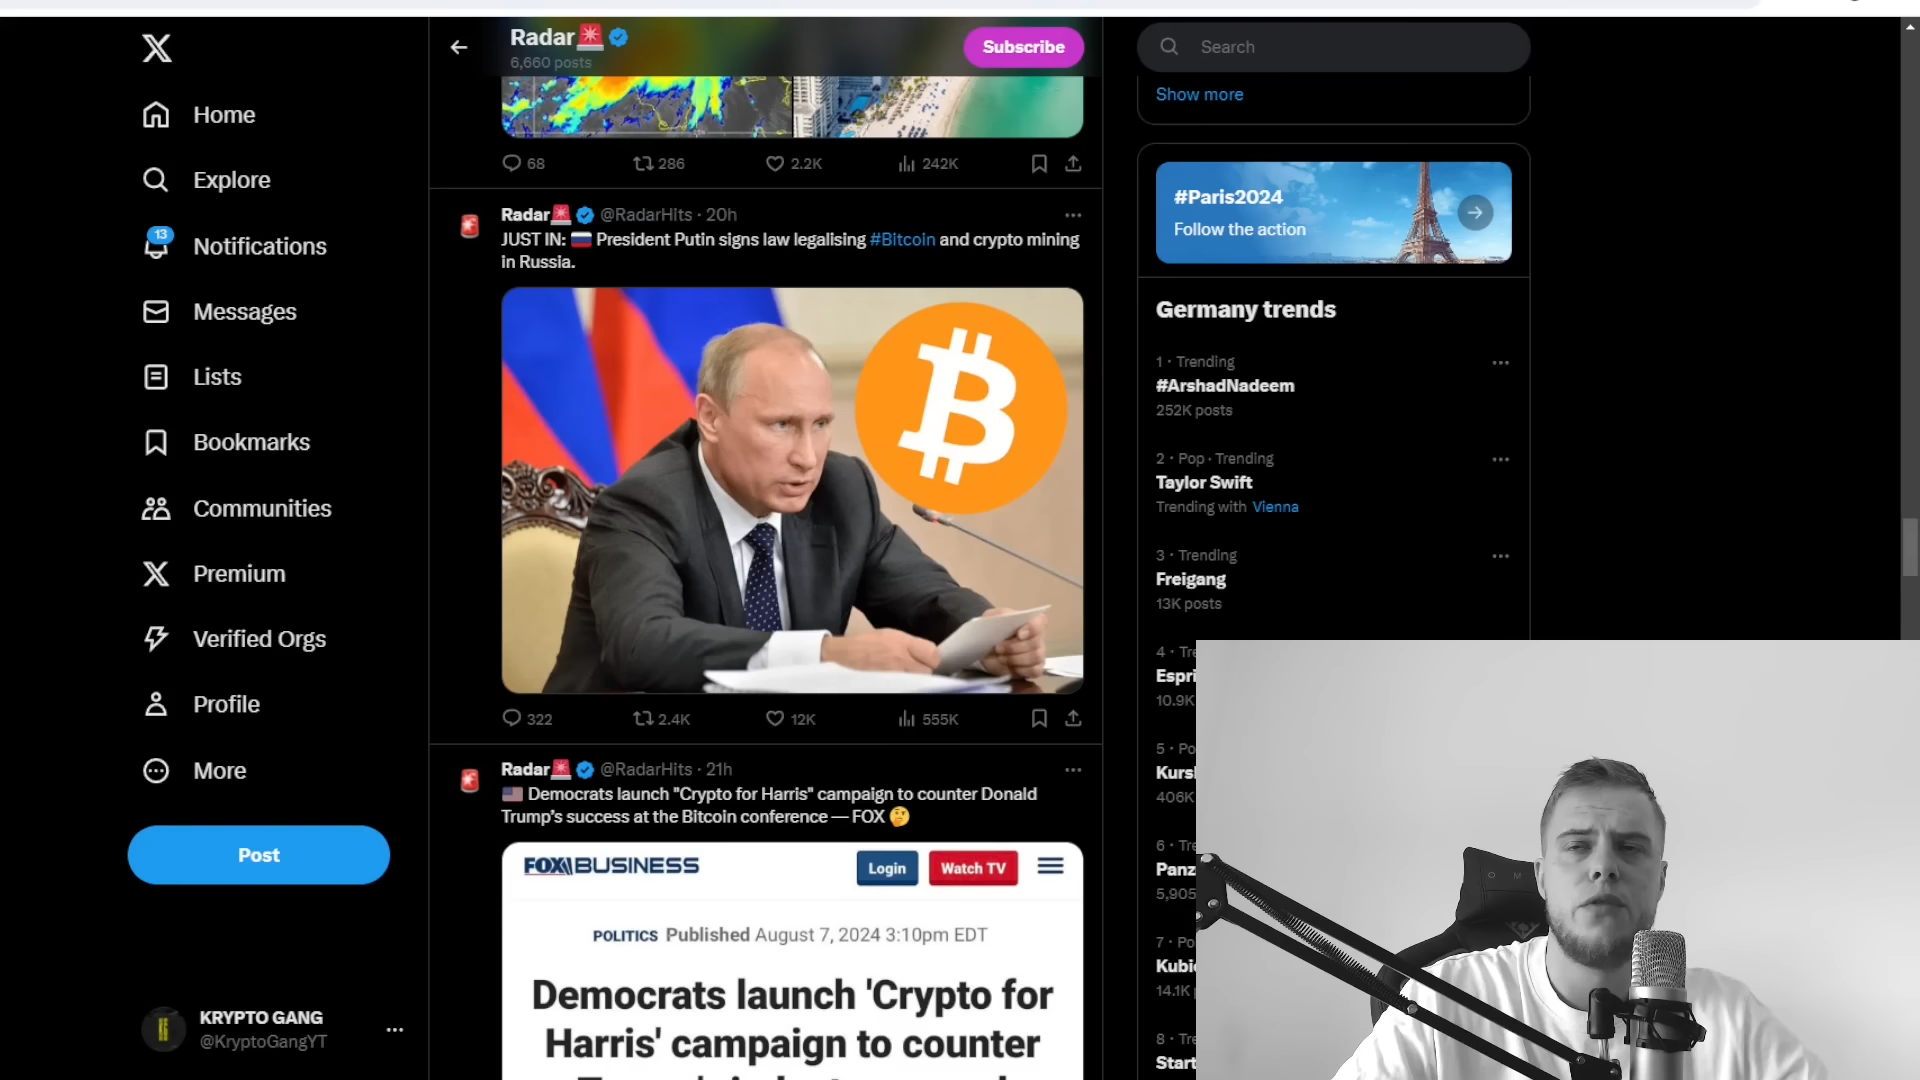 Home
Explore
13
Notifications
Messages
Lists
Bookmarks
Communities
Premium
Verified Orgs
Profile
More
Post
KRYPTO GANG
@KryptoGangYT
Radar🚨
6,660 posts
Subscribe
68 286 2.2K 242K
Radar🚨 @RadarHits · 20h
JUST IN: 🇷🇺 President Putin signs law legalising #Bitcoin and crypto mining
in Russia.
322 2.4K 12K 555K
Radar🚨 @RadarHits · 21h
🇺🇸 Democrats launch "Crypto for Harris" campaign to counter Donald
Trump's success at the Bitcoin conference — FOX 🤔
FOX BUSINESS
Login
Watch TV
POLITICS Published August 7, 2024 3:10pm EDT
Democrats launch 'Crypto for
Harris' campaign to counter
Search
Show more
#Paris2024
Follow the action
Germany trends
1 · Trending
#ArshadNadeem
252K posts
2 · Pop · Trending
Taylor Swift
Trending with Vienna
3 · Trending
Freigang
13K posts
4 · Tre
Espri
10.9K
5 · Po
Kurs
406K
6 · Tre
Panz
5,905
7 · Po
Kubi
14.1K
8 · Tre
Start